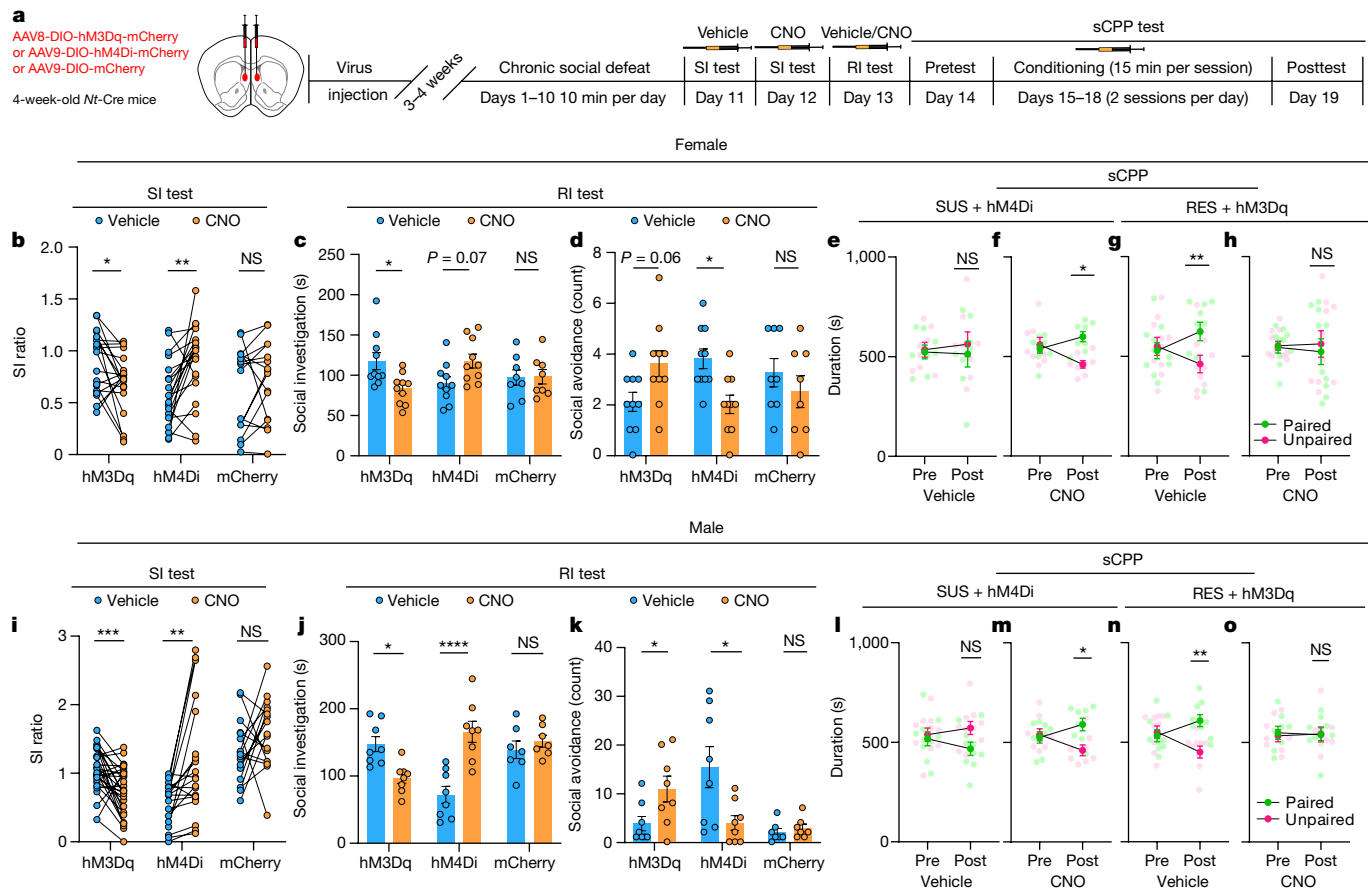 a
AAV8-DIO-hM3Dq-mCherry
or AAV9-DIO-hM4Di-mCherry
or AAV9-DIO-mCherry
4-week-old Nt-Cre mice
Virus
injection
3–4 weeks
Chronic social defeat
Days 1–10 10 min per day
Vehicle
SI test
Day 11
CNO
SI test
Day 12
Vehicle/CNO
RI test
Day 13
sCPP test
Pretest
Day 14
Conditioning (15 min per session)
Days 15–18 (2 sessions per day)
Posttest
Day 19
Female
SI test
Vehicle CNO
b
2.0
1.5
1.0
0.5
0
SI ratio
* ** NS
hM3Dq hM4Di mCherry
RI test
Vehicle CNO
c
250
200
150
100
50
0
Social investigation (s)
* P = 0.07 NS
hM3Dq hM4Di mCherry
d
8
6
4
2
0
Social avoidance (count)
P = 0.06 * NS
hM3Dq hM4Di mCherry
sCPP
SUS + hM4Di RES + hM3Dq
e f g h
1,000
500
0
Duration (s)
NS * ** NS
Paired
Unpaired
Pre Post Pre Post Pre Post Pre Post
Vehicle CNO Vehicle CNO
Male
SI test
Vehicle CNO
i
3
2
1
0
SI ratio
*** ** NS
hM3Dq hM4Di mCherry
RI test
Vehicle CNO
j
300
200
100
0
Social investigation (s)
* **** NS
hM3Dq hM4Di mCherry
k
40
30
20
10
0
Social avoidance (count)
* * NS
hM3Dq hM4Di mCherry
sCPP
SUS + hM4Di RES + hM3Dq
l m n o
1,000
500
0
Duration (s)
NS * ** NS
Paired
Unpaired
Pre Post Pre Post Pre Post Pre Post
Vehicle CNO Vehicle CNO